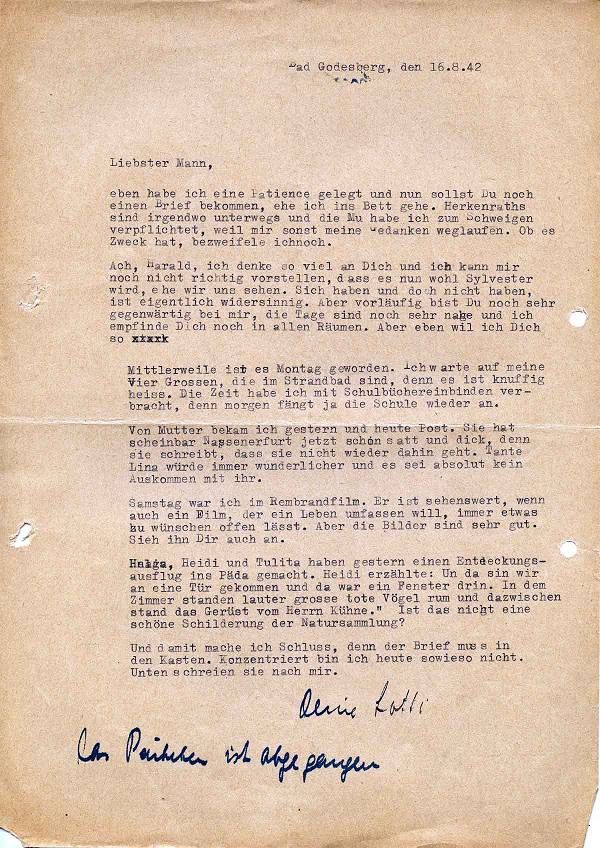 Bad Godesberg, den 16.8.42
Liebster Mann,
eben habe ich eine Patience gelegt und nun sollst Du noch
einen Brief bekommen, ehe ich ins Bett gehe. Herkenraths
sind irgendwo unterwegs und die Mu habe ich zum Schweigen
verpflichtet, weil mir sonst meine Gedanken weglaufen. Ob es
Zweck hat, bezweifele ichnoch.
Ach, Harald, ich denke so viel an Dich und ich kann mir
noch nicht richtig vorstellen, dass es nun wohl Sylvester
wird, ehe wir uns sehen. Sich haben und doch nicht haben,
ist eigentlich widersinnig. Aber vorläufig bist Du noch sehr
gegenwärtig bei mir, die Tage sind noch sehr nahe und ich
empfinde Dich noch in allen Räumen. Aber eben wil ich Dich
so
Mittlerweile ist es Montag geworden. Ichwarte auf meine
Vier Grossen, die im Strandbad sind, denn es ist knuffig
heiss. Die Zeit habe ich mit Schulbüchereinbinden ver-
bracht, denn morgen fängt ja die Schule wieder an.
Von Mutter bekam ich gestern und heute Post. Sie hat
scheinbar Nassenerfurt jetzt schön satt und dick, denn
sie schreibt, dass sie nicht wieder dahin geht. Tante
Lina würde immer wunderlicher und es sei absolut kein
Auskommen mit ihr.
Samstag war ich im Rembrandfilm. Er ist sehenswert, wenn
auch ein Film, der ein Leben umfassen will, immer etwas
zu wünschen offen lässt. Aber die Bilder sind sehr gut.
Sieh ihn Dir auch an.
Helga, Heidi und Tulita haben gestern einen Entdeckungs-
ausflug ins Päda gemacht. Heidi erzählte: Un da sin wir
an eine Tür gekommen und da war ein Fenster drin. In dem
Zimmer standen lauter grosse tote Vögel rum und dazwischen
stand das Gerüst vom Herrn Kühne." Ist das nicht eine
schöne Schilderung der Natursammlung?
Und damit mache ich Schluss, denn der Brief muss in
den Kasten. Konzentriert bin ich heute sowieso nicht.
Unten schreien sie nach mir.
Deine Lotti
Das Päckchen ist abgegangen